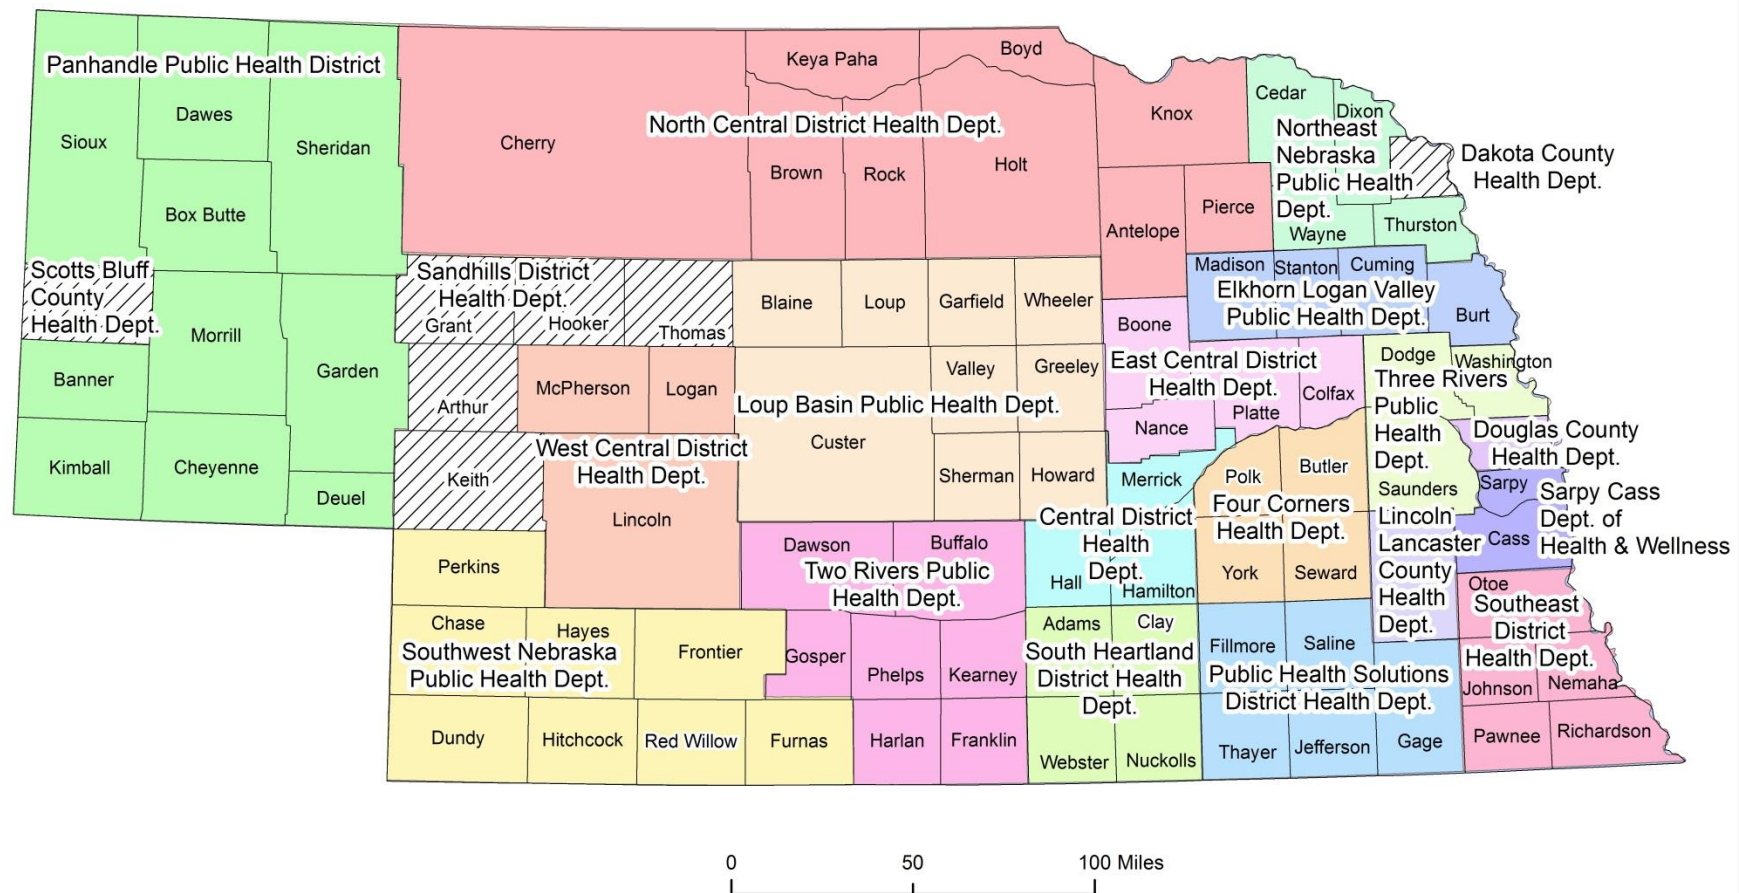 Panhandle Public Health District
Sioux
Dawes
Sheridan
Box Butte
Scotts Bluff
County
Health Dept.
Morrill
Garden
Banner
Kimball
Cheyenne
Deuel
Cherry
Keya Paha
Boyd
North Central District Health Dept.
Brown
Rock
Holt
Knox
Antelope
Pierce
Cedar
Dixon
Northeast
Nebraska
Public Health
Dept.
Wayne
Thurston
Dakota County
Health Dept.
Sandhills District
Health Dept.
Grant
Hooker
Thomas
Arthur
Keith
Blaine
Loup
Garfield
Wheeler
Valley
Greeley
Loup Basin Public Health Dept.
Custer
Sherman
Howard
McPherson
Logan
West Central District
Health Dept.
Lincoln
Madison
Stanton
Cuming
Elkhorn Logan Valley
Public Health Dept.
Burt
Boone
East Central District
Health Dept.
Colfax
Platte
Nance
Dodge
Washington
Three Rivers
Public
Health
Dept.
Saunders
Douglas County
Health Dept.
Sarpy
Cass
Sarpy Cass
Dept. of
Health & Wellness
Merrick
Central District
Health
Dept.
Hall
Hamilton
Polk
Butler
Four Corners
Health Dept.
York
Seward
Lincoln
Lancaster
County
Health
Dept.
Otoe
Southeast
District
Health Dept.
Johnson
Nemaha
Pawnee
Richardson
Perkins
Chase
Hayes
Frontier
Southwest Nebraska
Public Health Dept.
Dundy
Hitchcock
Red Willow
Furnas
Dawson
Buffalo
Two Rivers Public
Health Dept.
Gosper
Phelps
Kearney
Harlan
Franklin
Adams
Clay
South Heartland
District Health
Dept.
Webster
Nuckolls
Fillmore
Saline
Public Health Solutions
District Health Dept.
Thayer
Jefferson
Gage
0 50 100 Miles